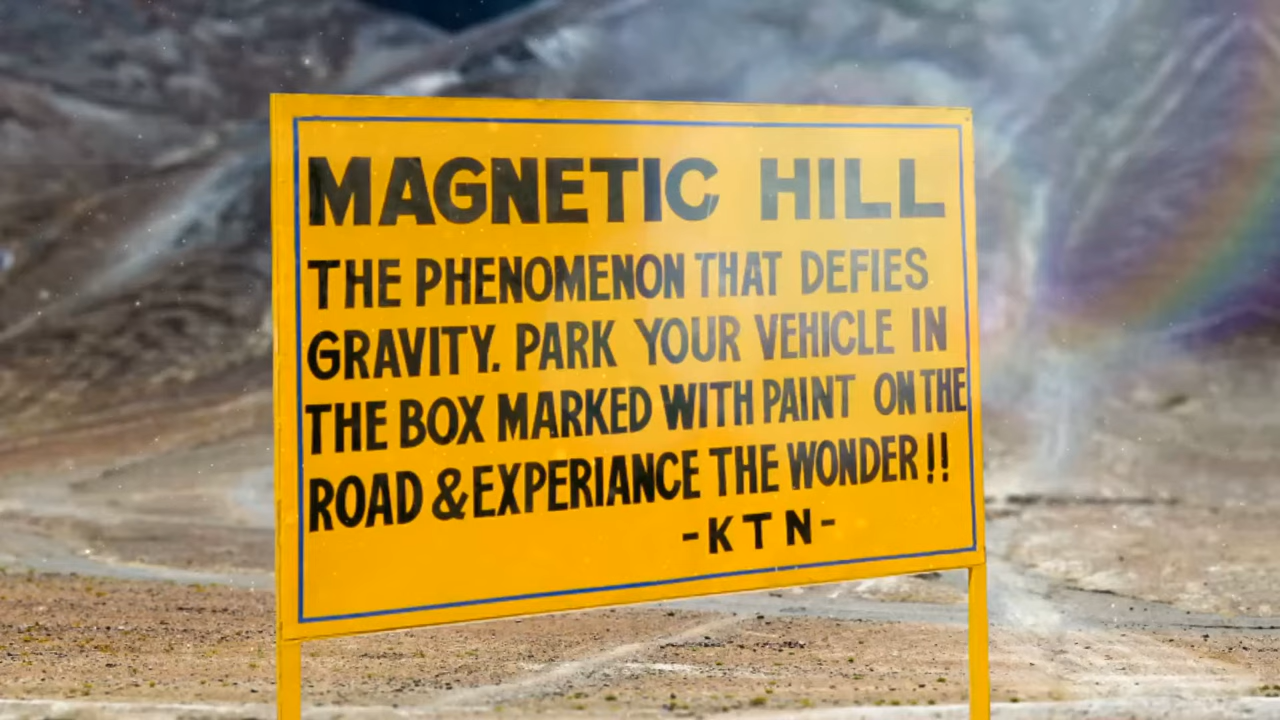 MAGNETIC HILL
THE PHENOMENON THAT DEFIES
GRAVITY. PARK YOUR VEHICLE IN
THE BOX MARKED WITH PAINT ON THE
ROAD & EXPERIANCE THE WONDER !!
-KTN-